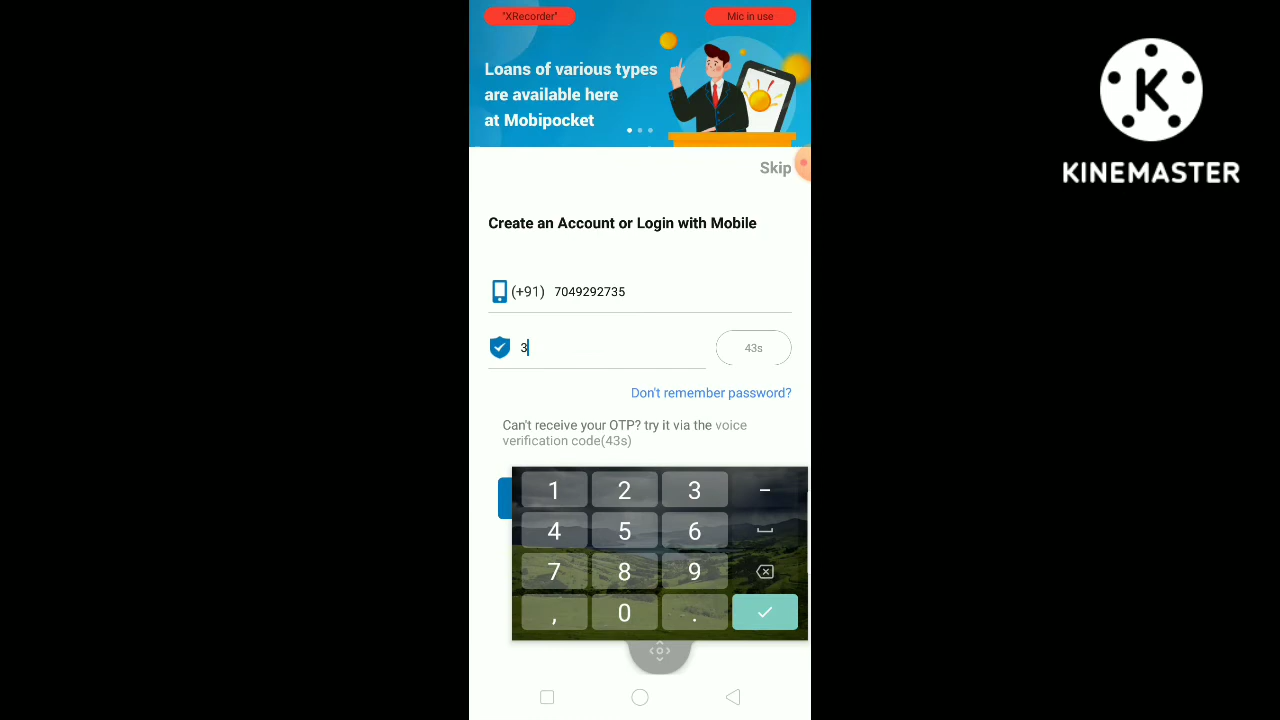 "XRecorder"
Mic in use
Loans of various types
are available here
at Mobipocket
K
KINEMASTER
Skip
Create an Account or Login with Mobile
(+91) 7049292735
3
43s
Don't remember password?
Can't receive your OTP? try it via the voice
verification code(43s)
1 2 3 –
4 5 6
7 8 9
, 0 .